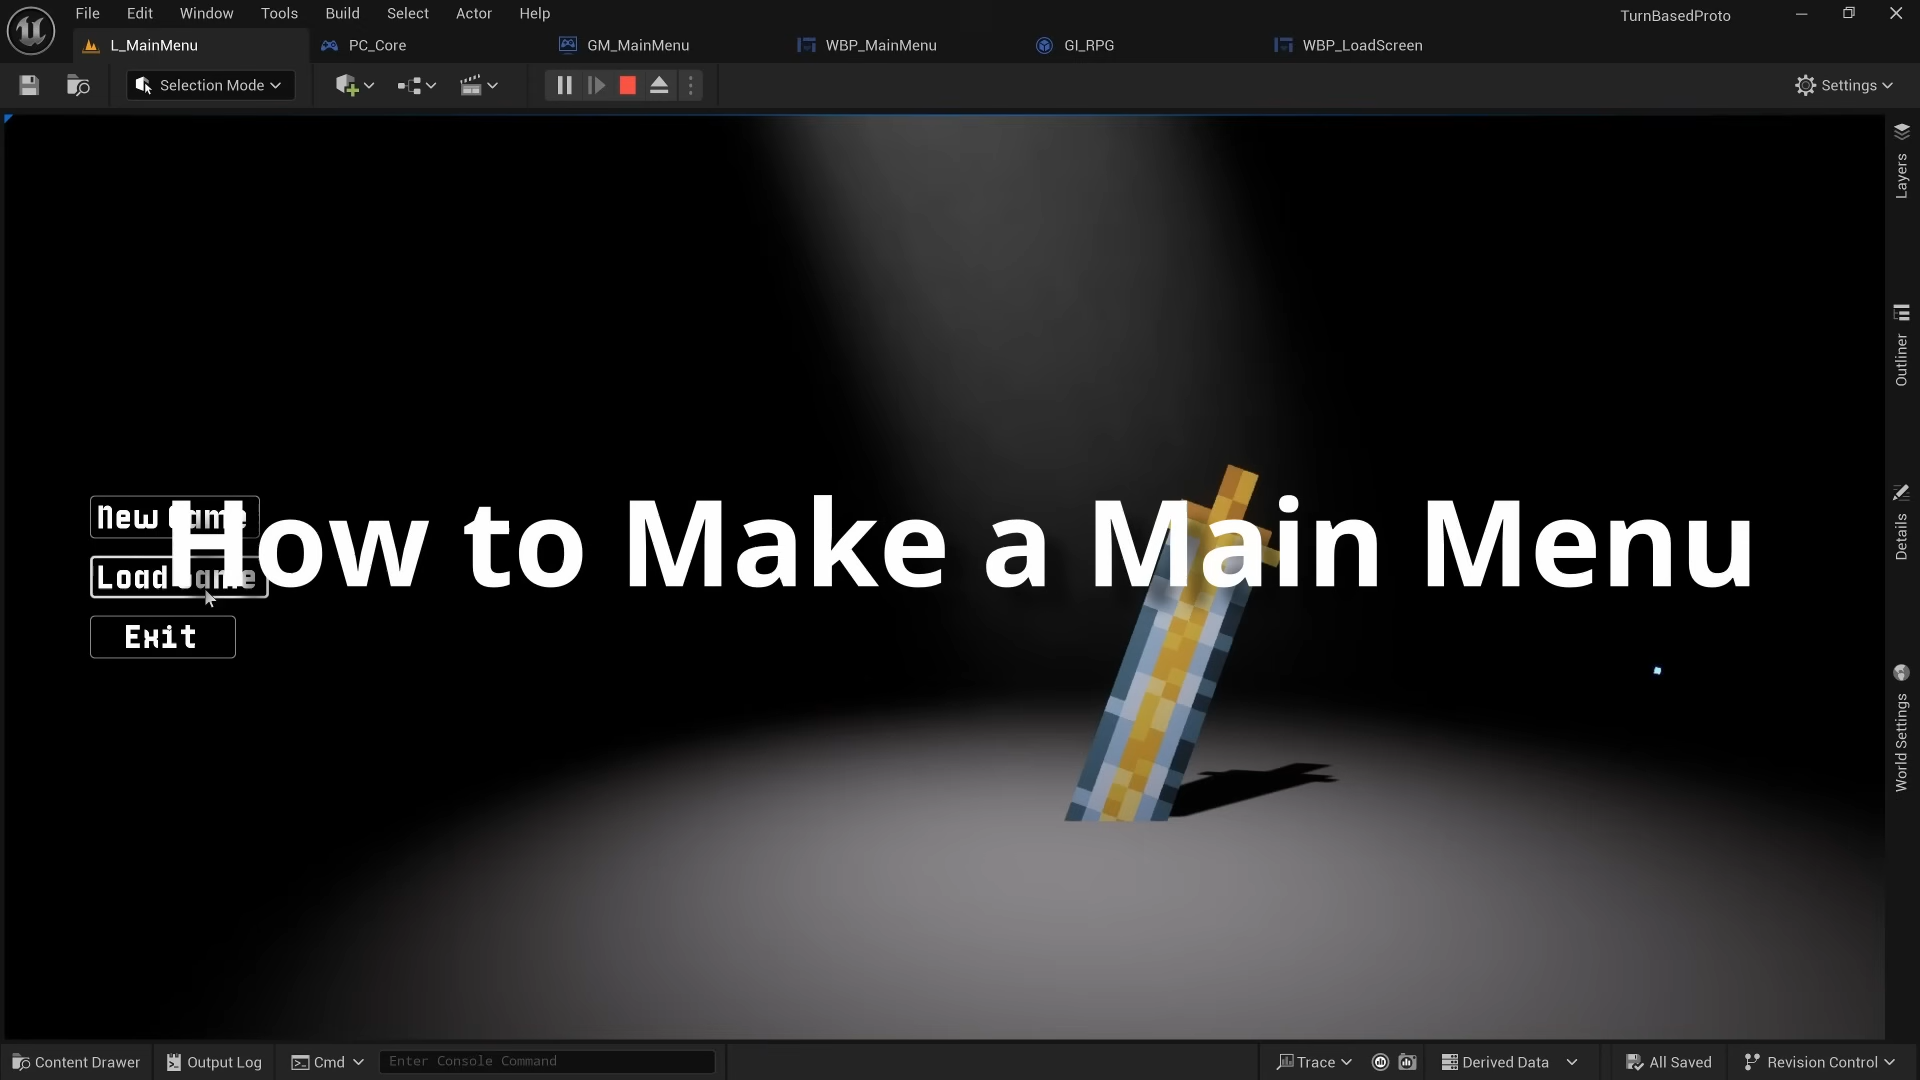 File Edit Window Tools Build Select Actor Help
TurnBasedProto
L_MainMenu PC_Core GM_MainMenu WBP_MainMenu GI_RPG WBP_LoadScreen
Selection Mode
Settings
Layers
Outliner
Details
World Settings
New Game
How to Make a Main Menu
Load Game
Exit
Content Drawer Output Log Cmd Enter Console Command Trace Derived Data All Saved Revision Control